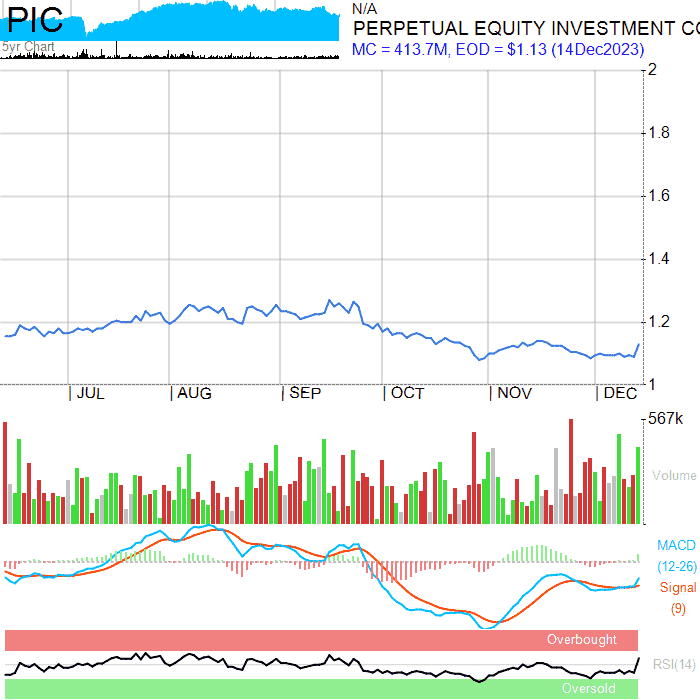 PIC
5yr Chart
N/A
PERPETUAL EQUITY INVESTMENT CO
MC = 413.7M, EOD = $1.13 (14Dec2023)
2
1.8
1.6
1.4
1.2
1
| JUL | AUG | SEP | OCT | NOV | DEC
567k
Volume
MACD
(12-26)
Signal
(9)
Overbought
RSI(14)
Oversold